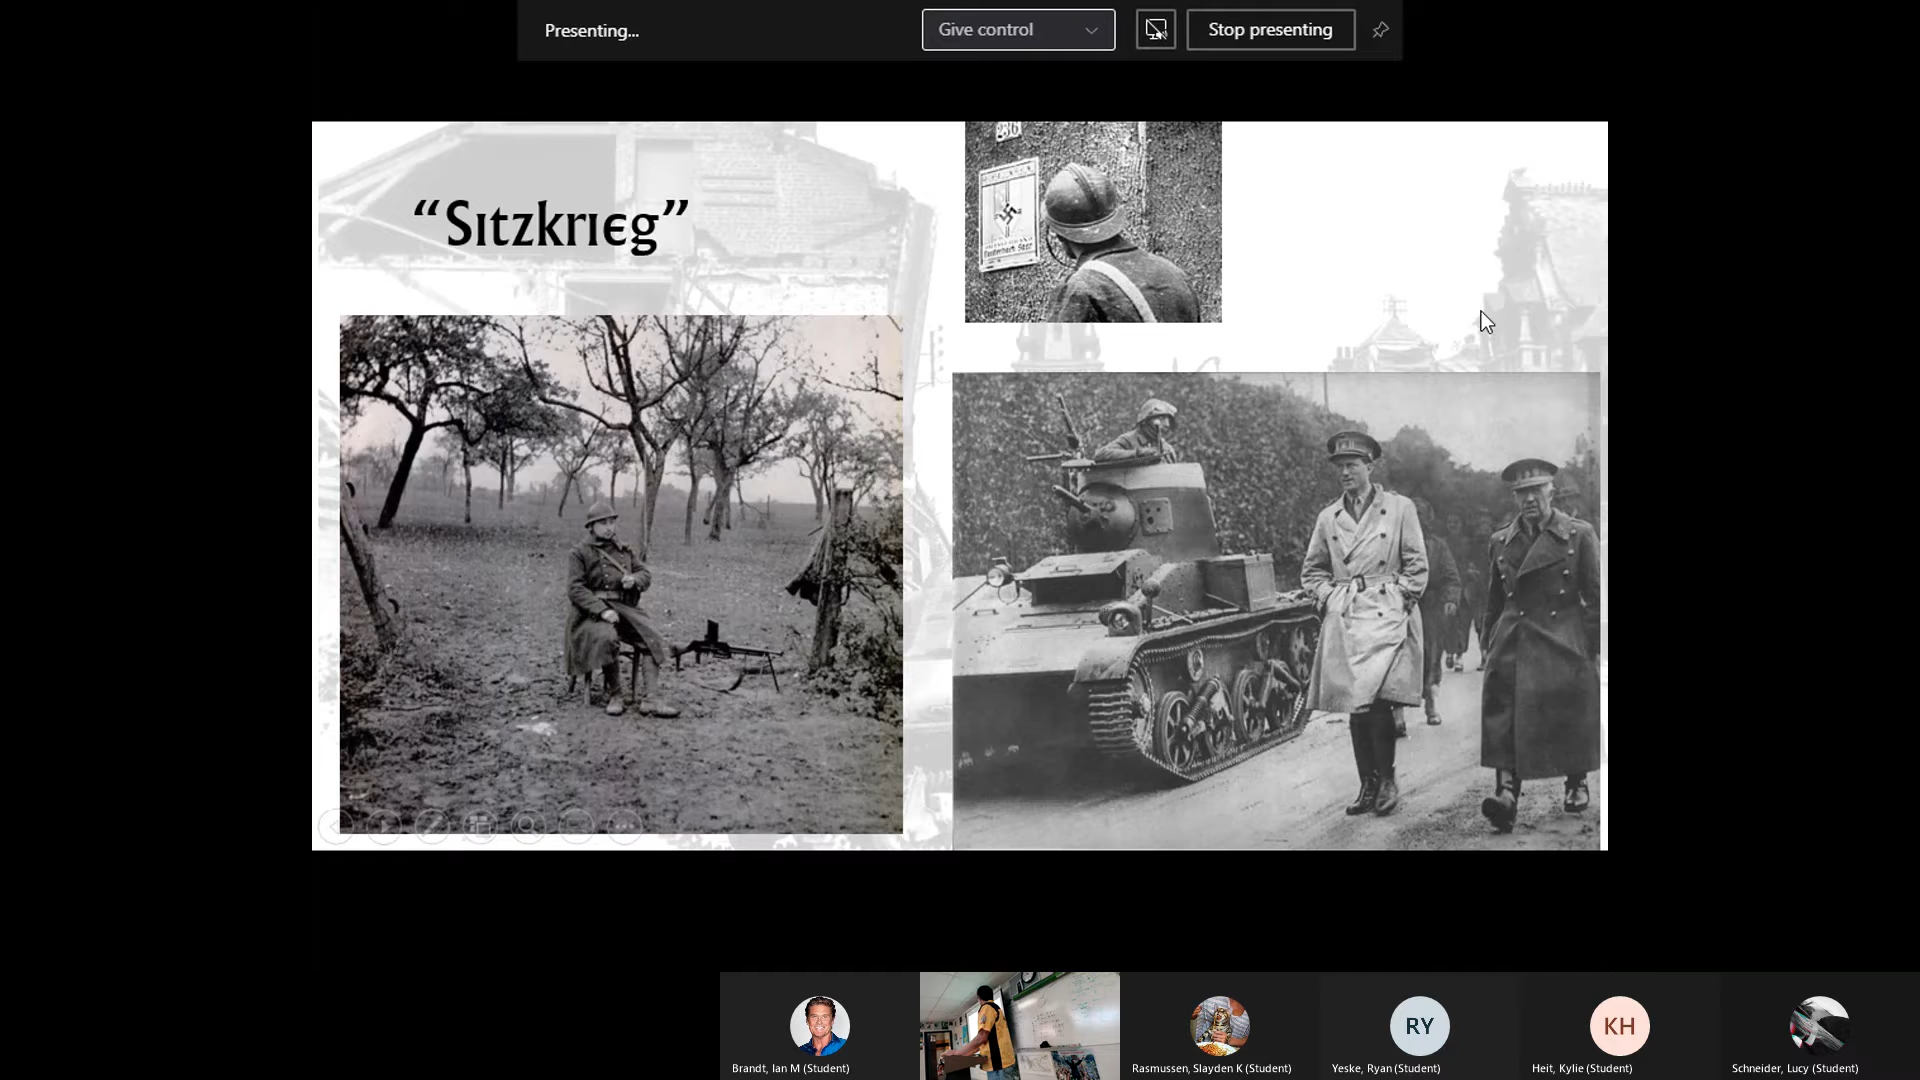 Presenting...
Give control
Stop presenting
“Sitzkrieg”
236
Brandt, Ian M (Student)
Rasmussen, Slayden K (Student)
RY
Yeske, Ryan (Student)
KH
Heit, Kylie (Student)
Schneider, Lucy (Student)